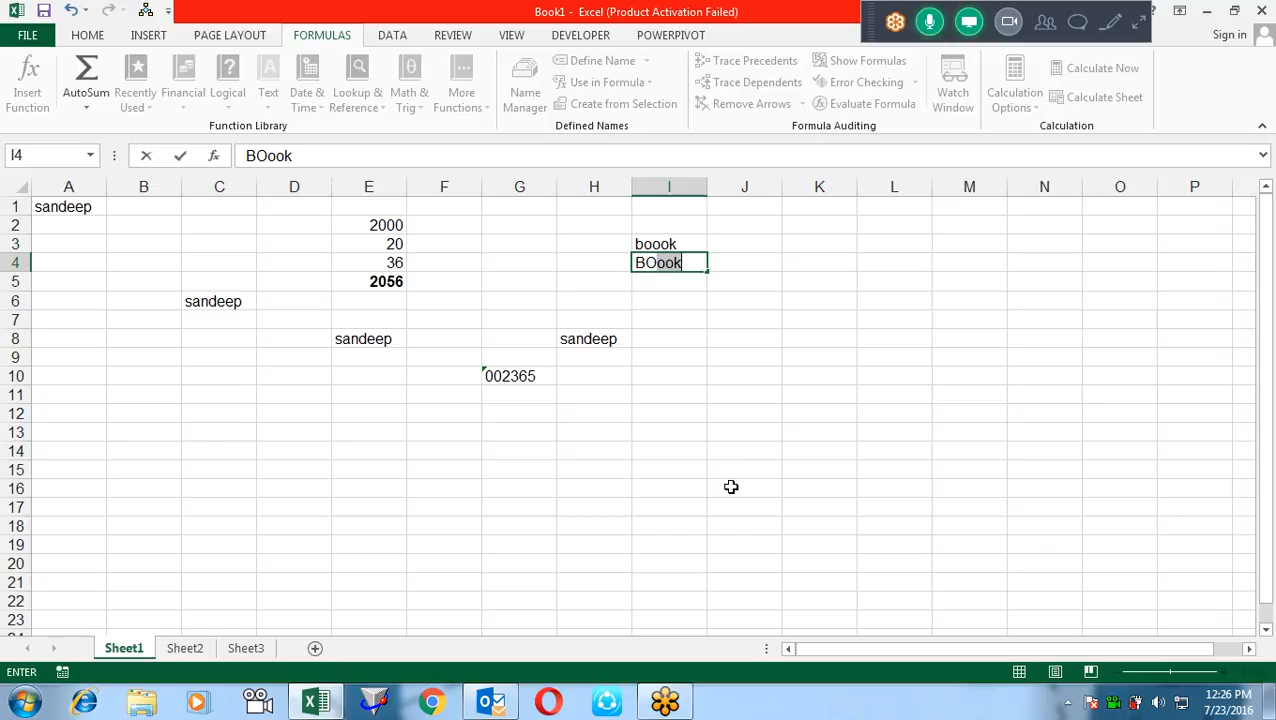 Book1 - Excel (Product Activation Failed)
FILE HOME INSERT PAGE LAYOUT FORMULAS DATA REVIEW VIEW DEVELOPER POWERPIVOT Sign in
Insert Function
AutoSum
Recently Used
Financial
Logical
Text
Date & Time
Lookup & Reference
Math & Trig
More Functions
Function Library
Name Manager
Define Name
Use in Formula
Create from Selection
Defined Names
Trace Precedents
Trace Dependents
Remove Arrows
Show Formulas
Error Checking
Evaluate Formula
Formula Auditing
Watch Window
Calculation Options
Calculate Now
Calculate Sheet
Calculation
I4 fx BOook
A B C D E F G H I J K L M N O P
1 sandeep
2 2000
3 20 boook
4 36 BOook
5 2056
6 sandeep
7
8 sandeep sandeep
9
10 002365
11
12
13
14
15
16
17
18
19
20
21
22
23
Sheet1 Sheet2 Sheet3
ENTER
12:26 PM
7/23/2016